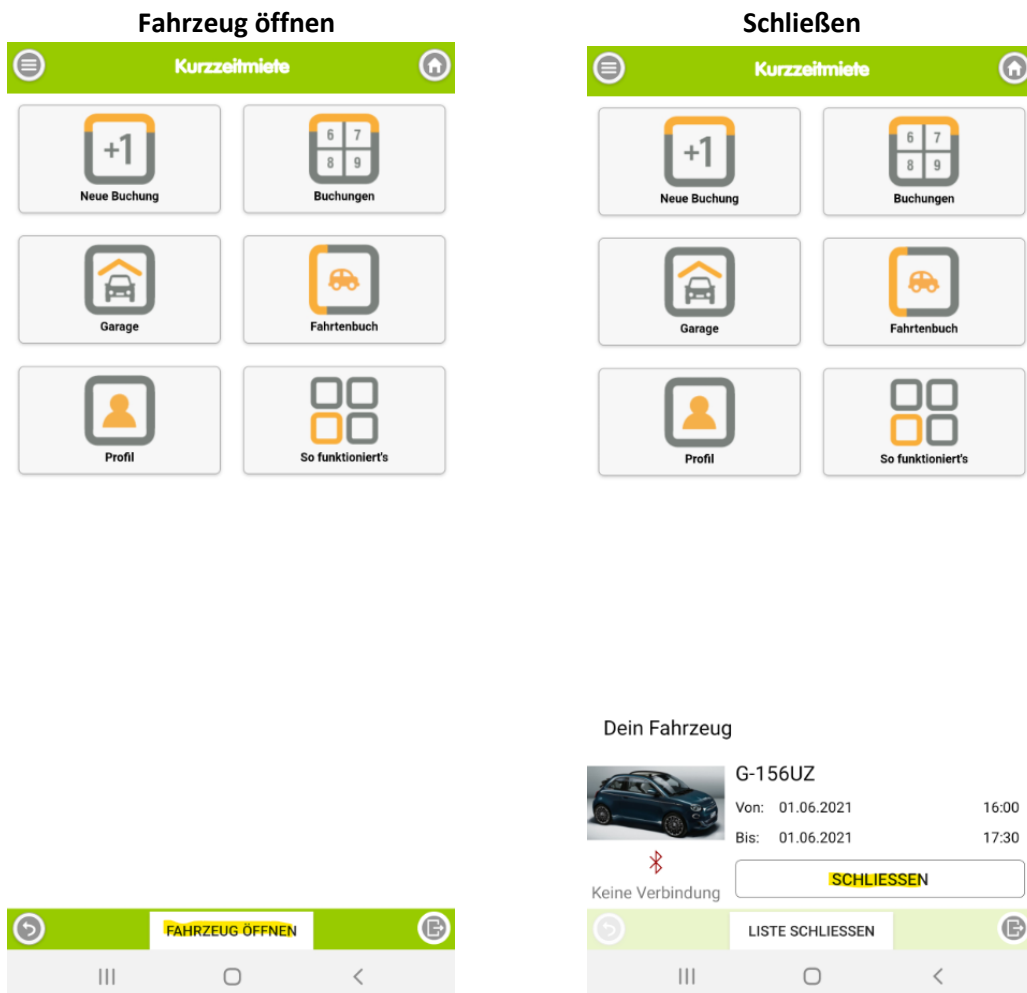 Fahrzeug öffnen
Kurzzeitmiete
+1
6 7
8 9
Neue Buchung
Buchungen
Garage
Fahrtenbuch
Profil
So funktioniert's
FAHRZEUG ÖFFNEN
Schließen
Kurzzeitmiete
+1
6 7
8 9
Neue Buchung
Buchungen
Garage
Fahrtenbuch
Profil
So funktioniert's
Dein Fahrzeug
G-156UZ
Von: 01.06.2021 16:00
Bis: 01.06.2021 17:30
Keine Verbindung
SCHLIESSEN
LISTE SCHLIESSEN